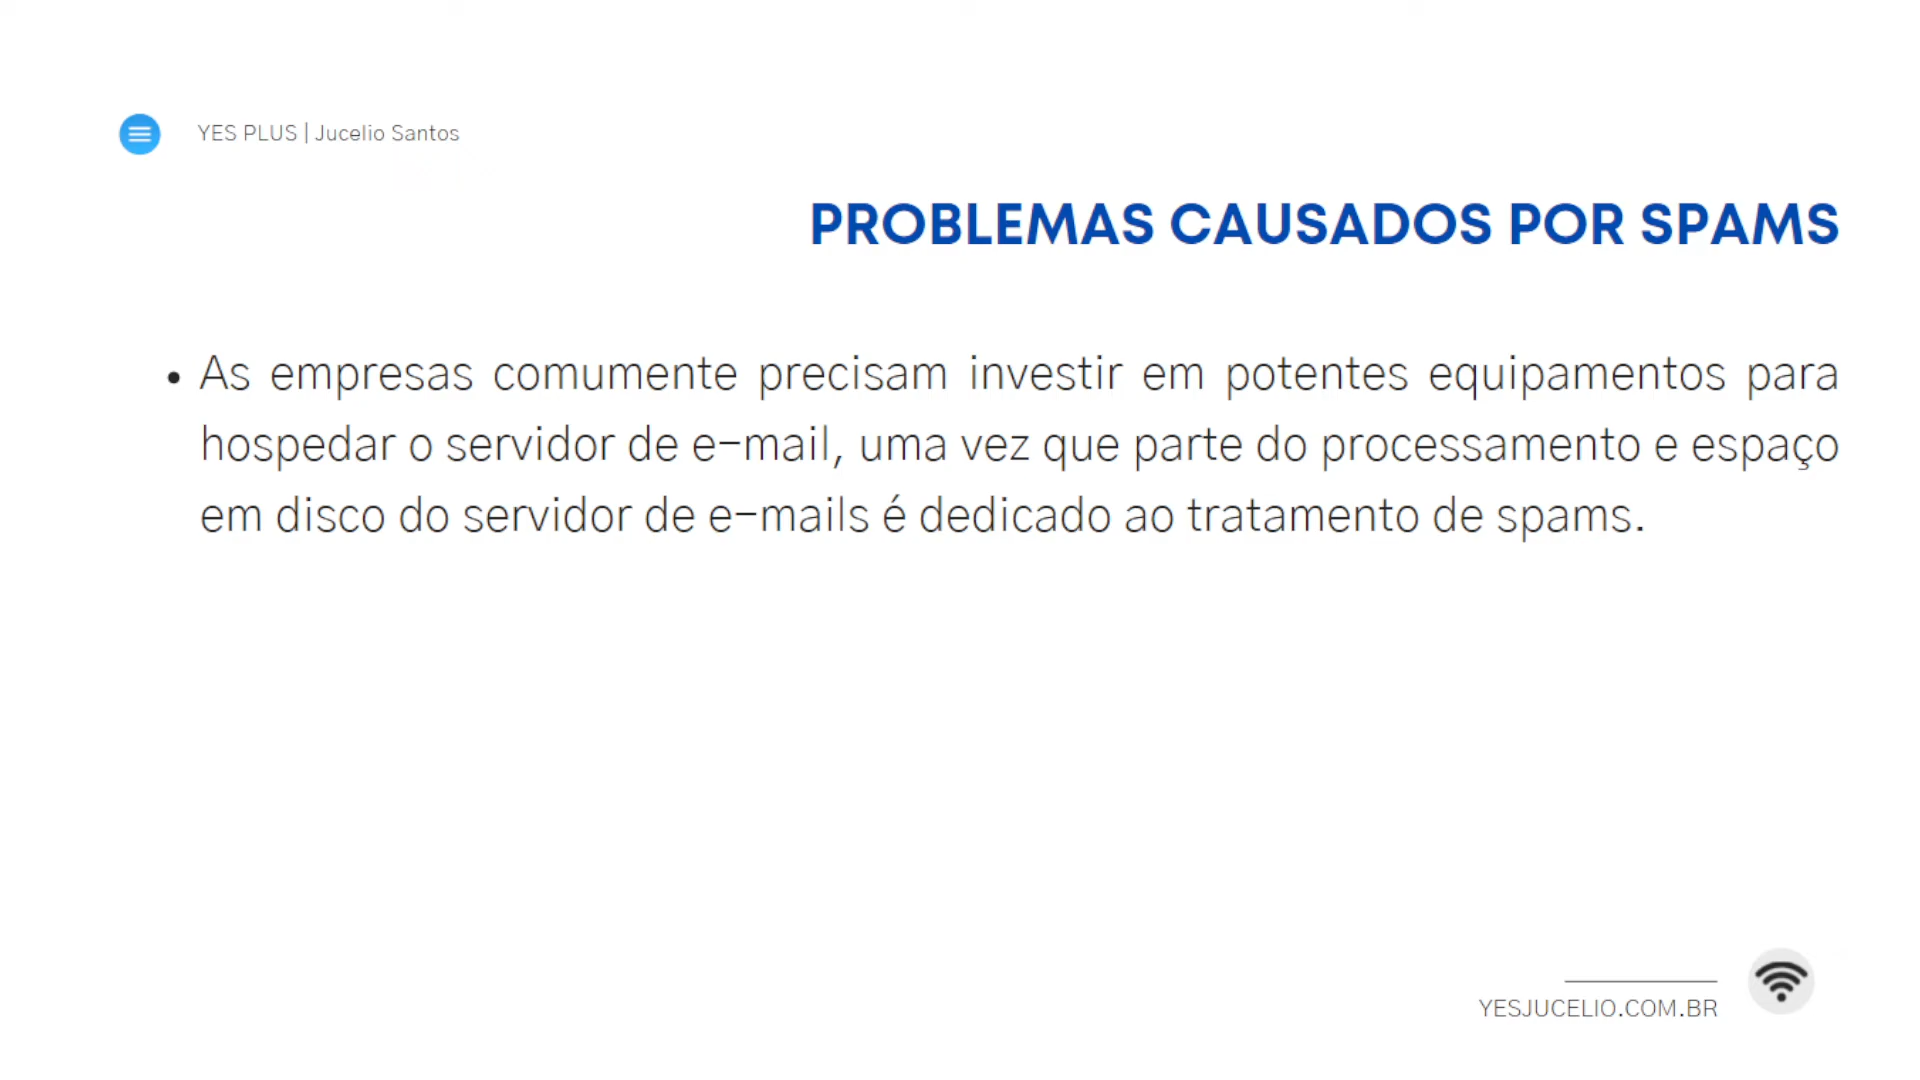 YES PLUS | Jucelio Santos
PROBLEMAS CAUSADOS POR SPAMS
• As empresas comumente precisam investir em potentes equipamentos para
hospedar o servidor de e-mail, uma vez que parte do processamento e espaço
em disco do servidor de e-mails é dedicado ao tratamento de spams.
YESJUCELIO.COM.BR